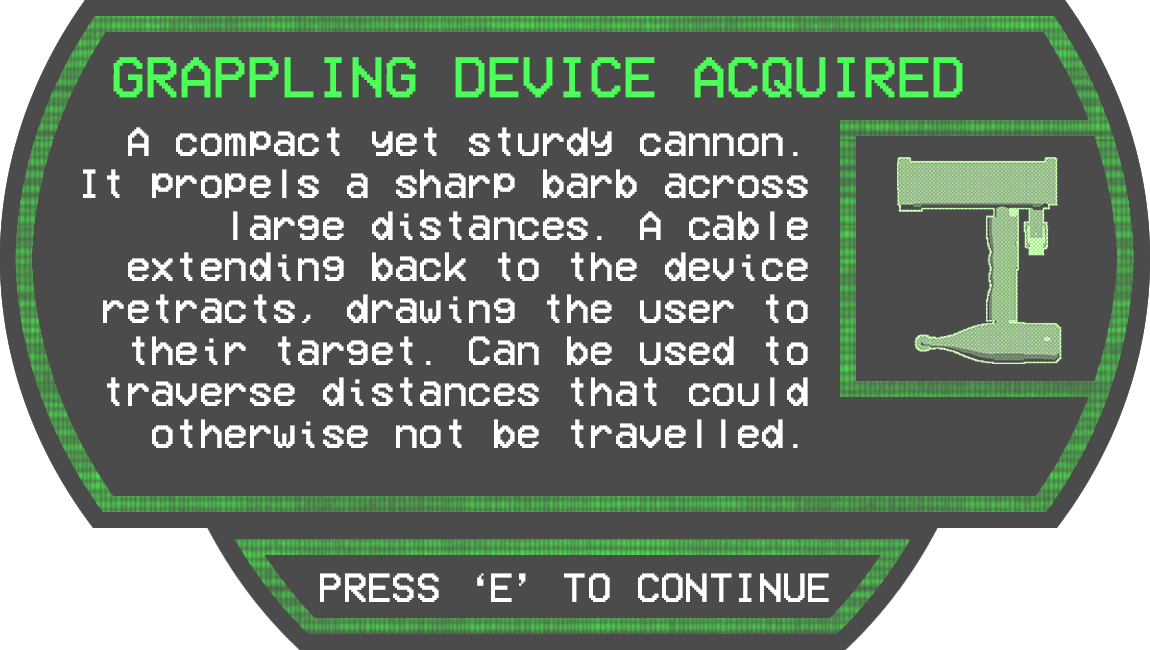 GRAPPLING DEVICE ACQUIRED
A compact yet sturdy cannon.
It propels a sharp barb across
large distances. A cable
extending back to the device
retracts, drawing the user to
their target. Can be used to
traverse distances that could
otherwise not be travelled.
PRESS ‘E’ TO CONTINUE